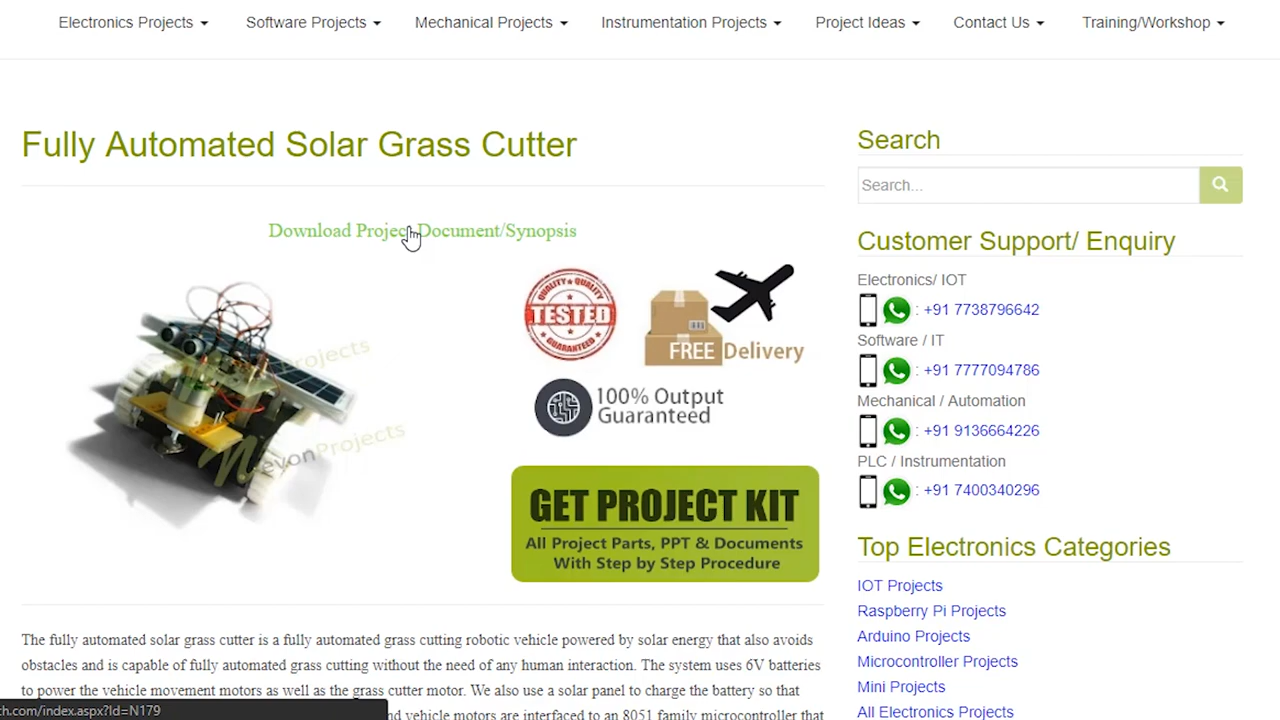 Electronics Projects
Software Projects
Mechanical Projects
Instrumentation Projects
Project Ideas
Contact Us
Training/Workshop
Fully Automated Solar Grass Cutter
Download Project Document/Synopsis
NevonProjects
QUALITY QUALITY
TESTED
GUARANTEED
FREE Delivery
100% Output
Guaranteed
GET PROJECT KIT
All Project Parts, PPT & Documents
With Step by Step Procedure
The fully automated solar grass cutter is a fully automated grass cutting robotic vehicle powered by solar energy that also avoids
obstacles and is capable of fully automated grass cutting without the need of any human interaction. The system uses 6V batteries
to power the vehicle movement motors as well as the grass cutter motor. We also use a solar panel to charge the battery so that
nd vehicle motors are interfaced to an 8051 family microcontroller that
ch.com/index.aspx?Id=N179
Search
Search...
Customer Support/ Enquiry
Electronics/ IOT
: +91 7738796642
Software / IT
: +91 7777094786
Mechanical / Automation
: +91 9136664226
PLC / Instrumentation
: +91 7400340296
Top Electronics Categories
IOT Projects
Raspberry Pi Projects
Arduino Projects
Microcontroller Projects
Mini Projects
All Electronics Projects